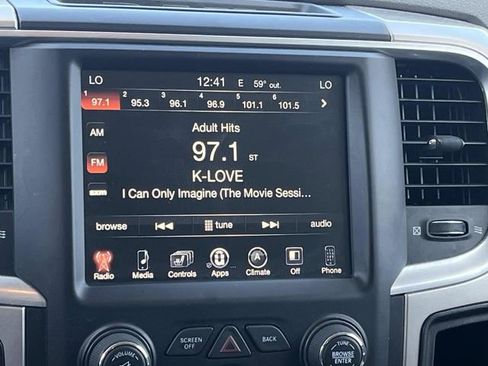 LO 12:41 E 59° out. LO
1 97.1 2 95.3 3 96.1 4 96.9 5 101.1 6 101.5
AM
Adult Hits
97.1 ST
FM
K-LOVE
sxm
I Can Only Imagine (The Movie Sessi...
browse tune audio
Radio Media Controls Apps Climate Off Phone
SCREEN OFF
BACK
VOLUME
TUNE
BROWSE
ENTER